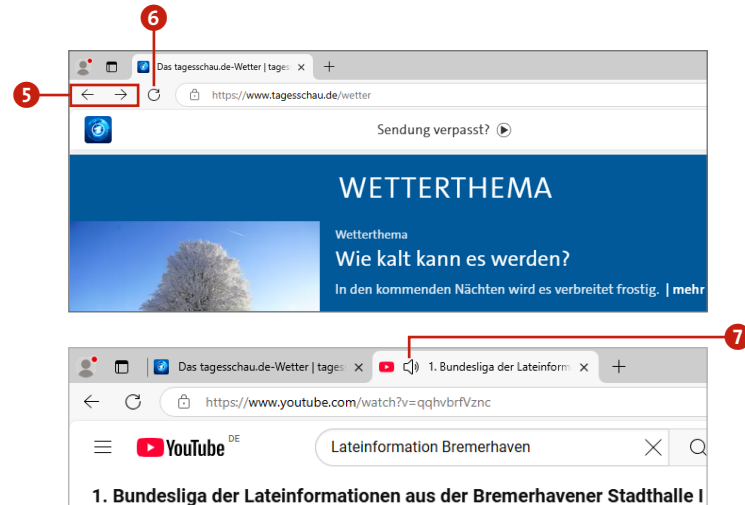 6
Das tagesschau.de-Wetter | tages
5
https://www.tagesschau.de/wetter
Sendung verpasst?
WETTERTHEMA
Wetterthema
Wie kalt kann es werden?
In den kommenden Nächten wird es verbreitet frostig. | mehr
7
Das tagesschau.de-Wetter | tages
1. Bundesliga der Lateinform
https://www.youtube.com/watch?v=qqhvbrfVznc
YouTube DE
Lateinformation Bremerhaven
1. Bundesliga der Lateinformationen aus der Bremerhavener Stadthalle I